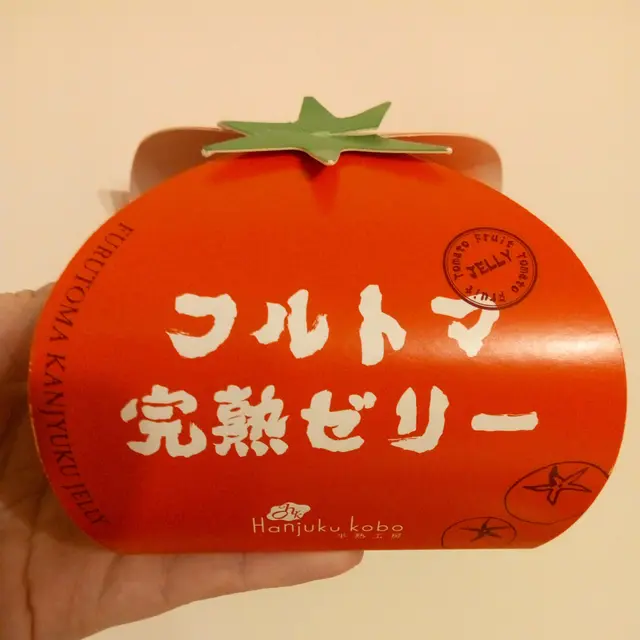 Tomato Fruit Tomato Fruit
JELLY
フルトマ
完熟ゼリー
FURUTOMA KANJYUKU JELLY
HK
Hanjuku kobo
半熟工房